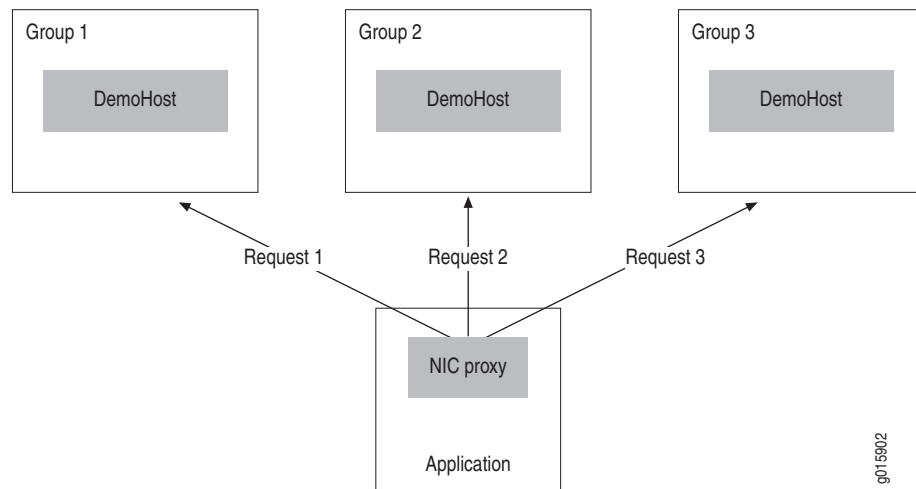 Group 1
Group 2
Group 3
DemoHost
DemoHost
DemoHost
Request 1
Request 2
Request 3
NIC proxy
Application
g015902